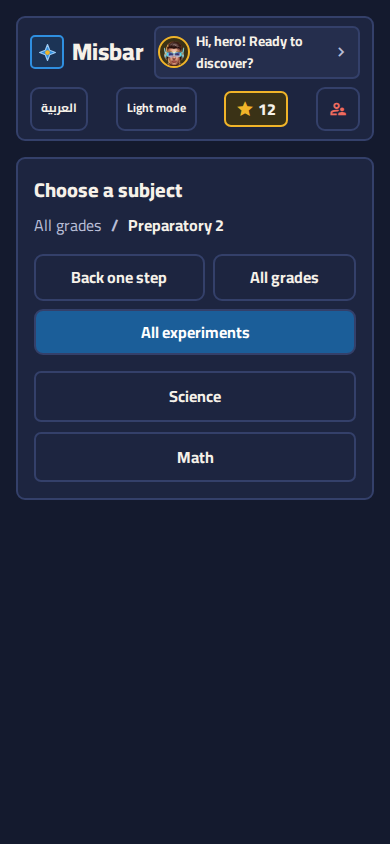 Misbar
Hi, hero! Ready to
discover?
العربية
Light mode
12
Choose a subject
All grades / Preparatory 2
Back one step
All grades
All experiments
Science
Math